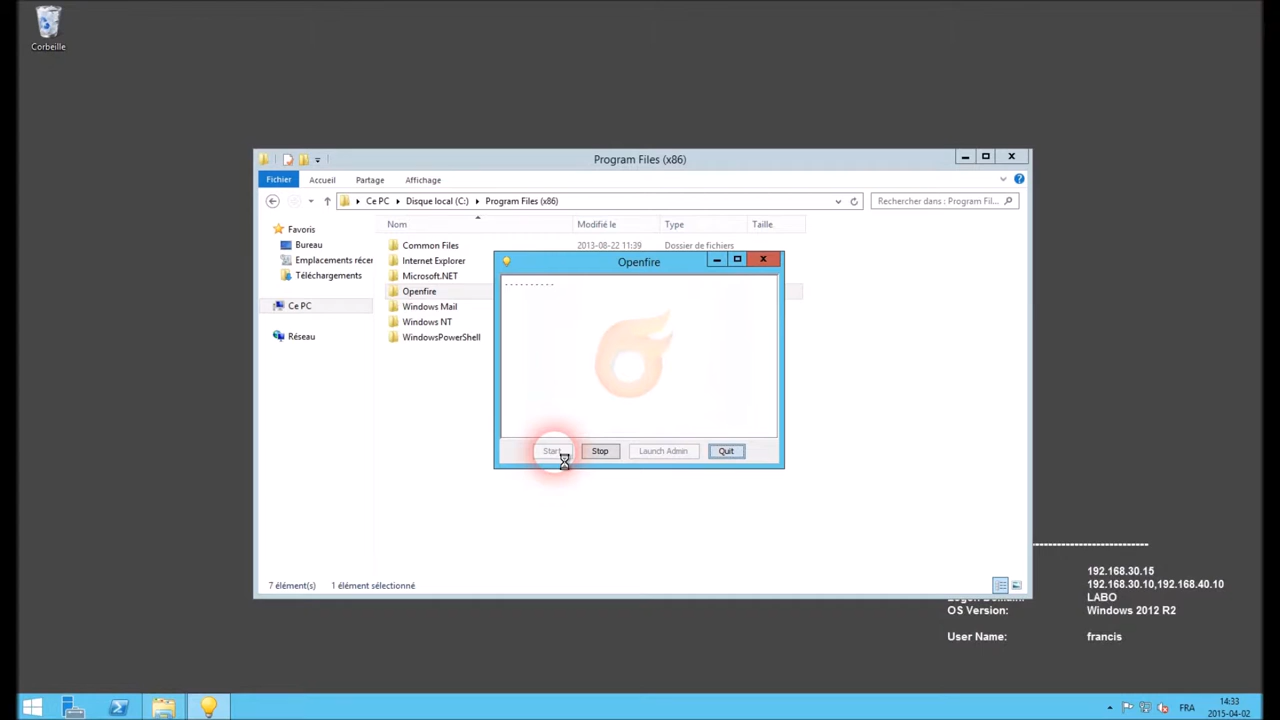 Corbeille
Program Files (x86)
Fichier
Accueil
Partage
Affichage
Ce PC
Disque local (C:)
Program Files (x86)
Rechercher dans : Program Fil...
Nom
Modifié le
Type
Taille
Favoris
Bureau
Emplacements récen
Téléchargements
Ce PC
Réseau
Common Files
2013-08-22 11:39
Dossier de fichiers
Internet Explorer
Microsoft.NET
Openfire
Windows Mail
Windows NT
WindowsPowerShell
Openfire
- - - - - - - - - -
Start
Stop
Launch Admin
Quit
7 élément(s)
1 élément sélectionné
192.168.30.15
192.168.30.10,192.168.40.10
LABO
OS Version:
Windows 2012 R2
User Name:
francis
FRA
14:33
2015-04-02